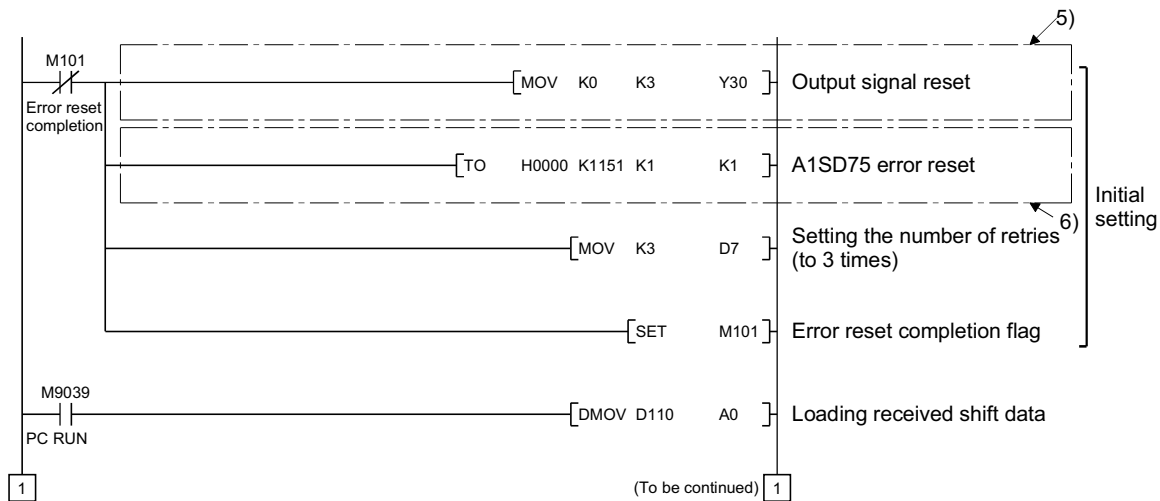 5)
M101
MOV K0 K3 Y30 Output signal reset
Error reset
completion
TO H0000 K1151 K1 K1 A1SD75 error reset
Initial
setting
6)
MOV K3 D7 Setting the number of retries
(to 3 times)
SET M101 Error reset completion flag
M9039
DMOV D110 A0 Loading received shift data
PC RUN
1 (To be continued) 1